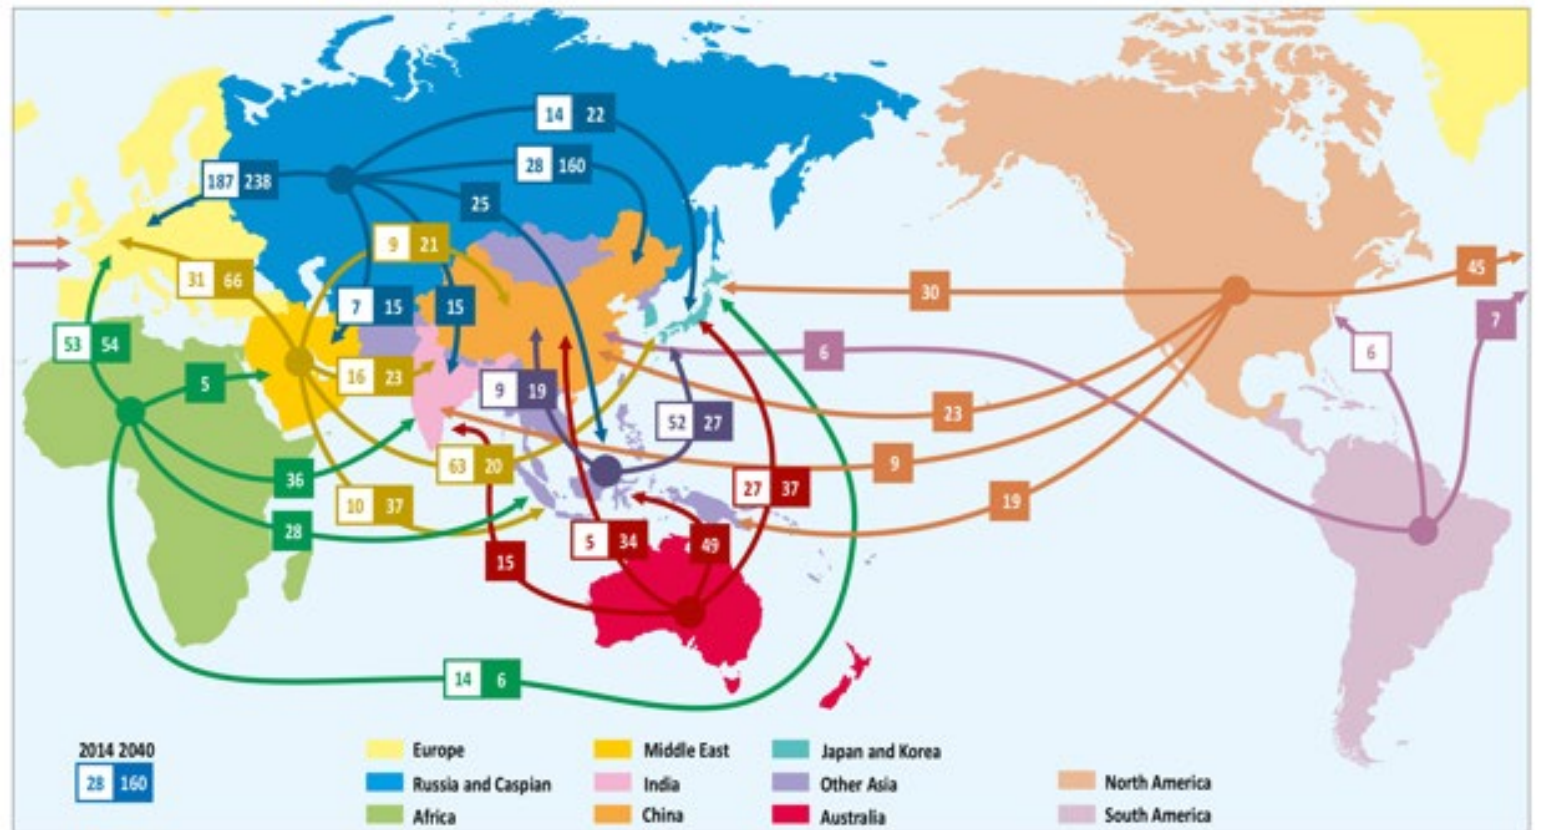 14 22
28 160
187 238
25
9 21
31 66
45
30
7 15
15
7
53 54
6
6
16 23
5
9 19
23
52 27
63 20
9
36
27 37
10 37
19
28
5 34
49
15
14 6
2014 2040
28 160
Europe
Middle East
Japan and Korea
Russia and Caspian
India
Other Asia
North America
Africa
China
Australia
South America